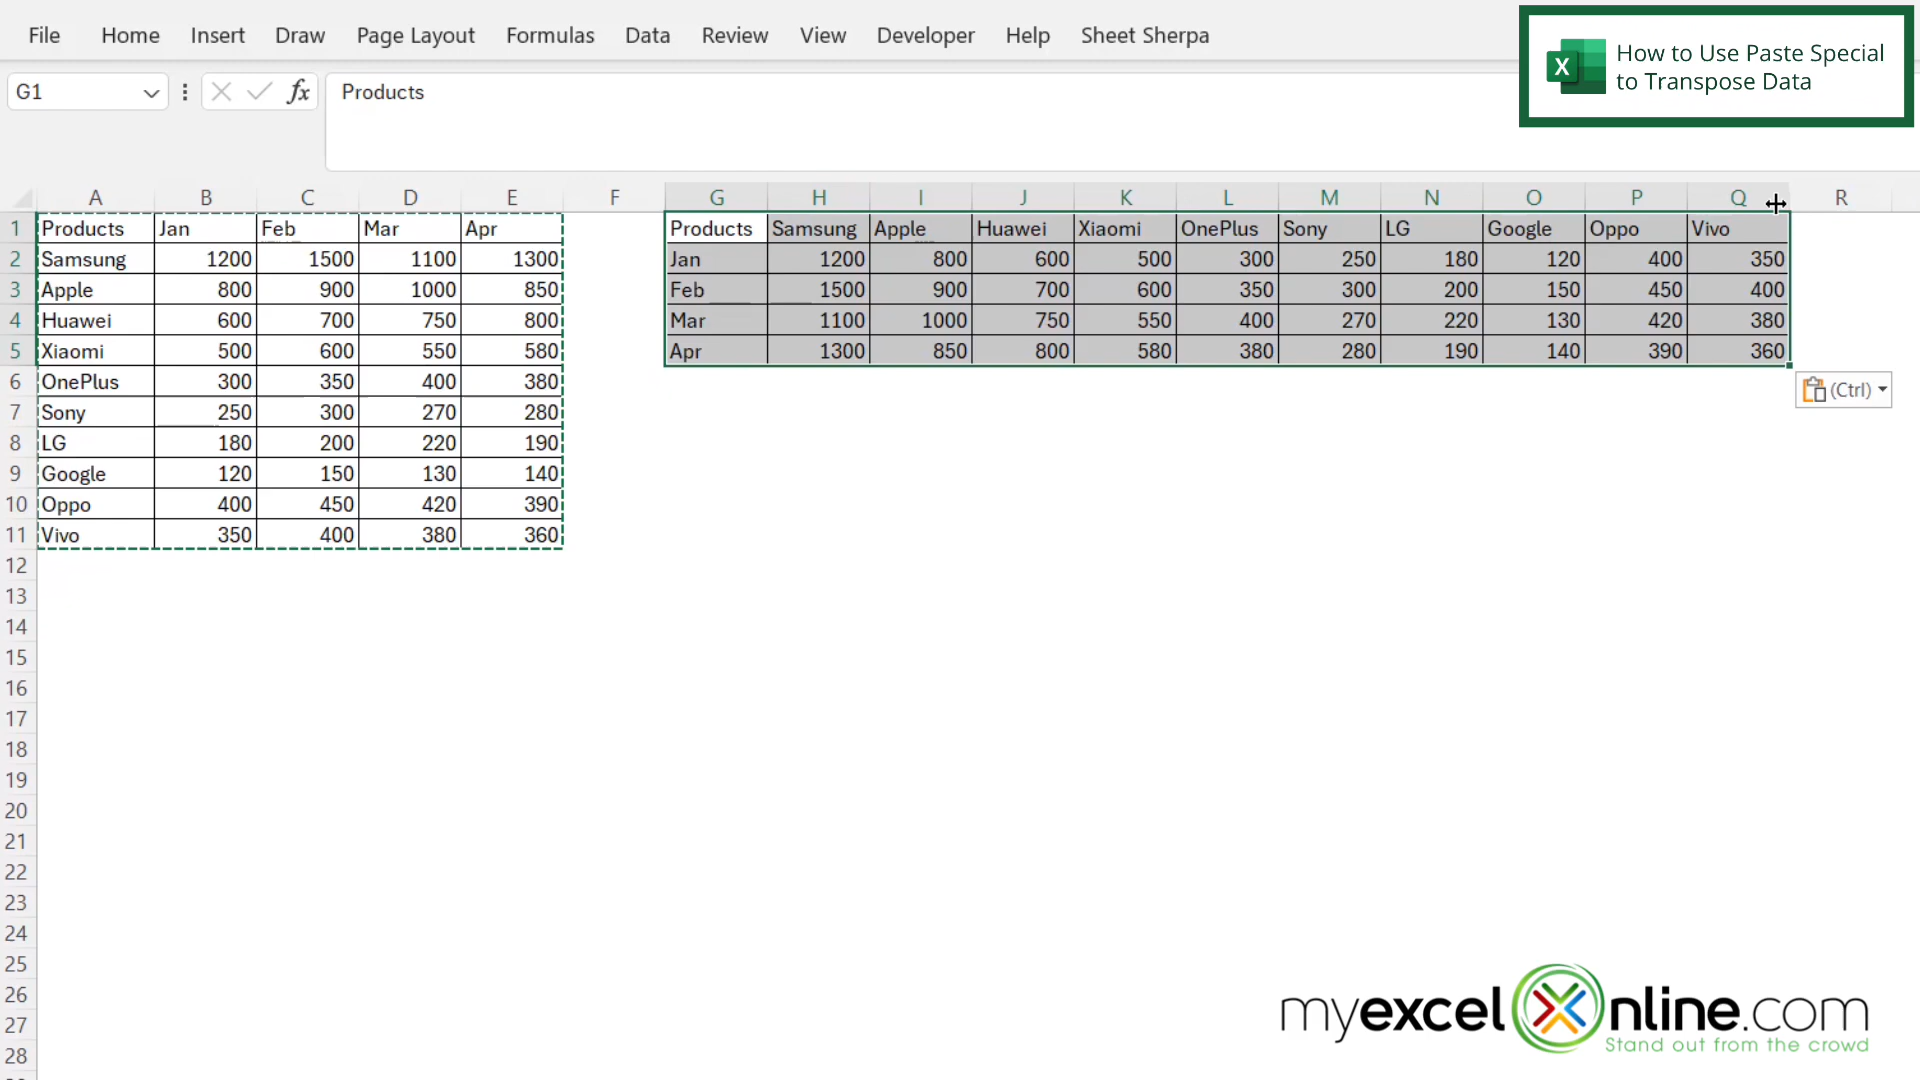 File Home Insert Draw Page Layout Formulas Data Review View Developer Help Sheet Sherpa
How to Use Paste Special
to Transpose Data
G1 fx Products
A B C D E F G H I J K L M N O P Q R
1 Products Jan Feb Mar Apr Products Samsung Apple Huawei Xiaomi OnePlus Sony LG Google Oppo Vivo
2 Samsung 1200 1500 1100 1300 Jan 1200 800 600 500 300 250 180 120 400 350
3 Apple 800 900 1000 850 Feb 1500 900 700 600 350 300 200 150 450 400
4 Huawei 600 700 750 800 Mar 1100 1000 750 550 400 270 220 130 420 380
5 Xiaomi 500 600 550 580 Apr 1300 850 800 580 380 280 190 140 390 360
6 OnePlus 300 350 400 380
(Ctrl)
7 Sony 250 300 270 280
8 LG 180 200 220 190
9 Google 120 150 130 140
10 Oppo 400 450 420 390
11 Vivo 350 400 380 360
12
13
14
15
16
17
18
19
20
21
22
23
24
25
26
27
28
myexcelOnline.com
Stand out from the crowd